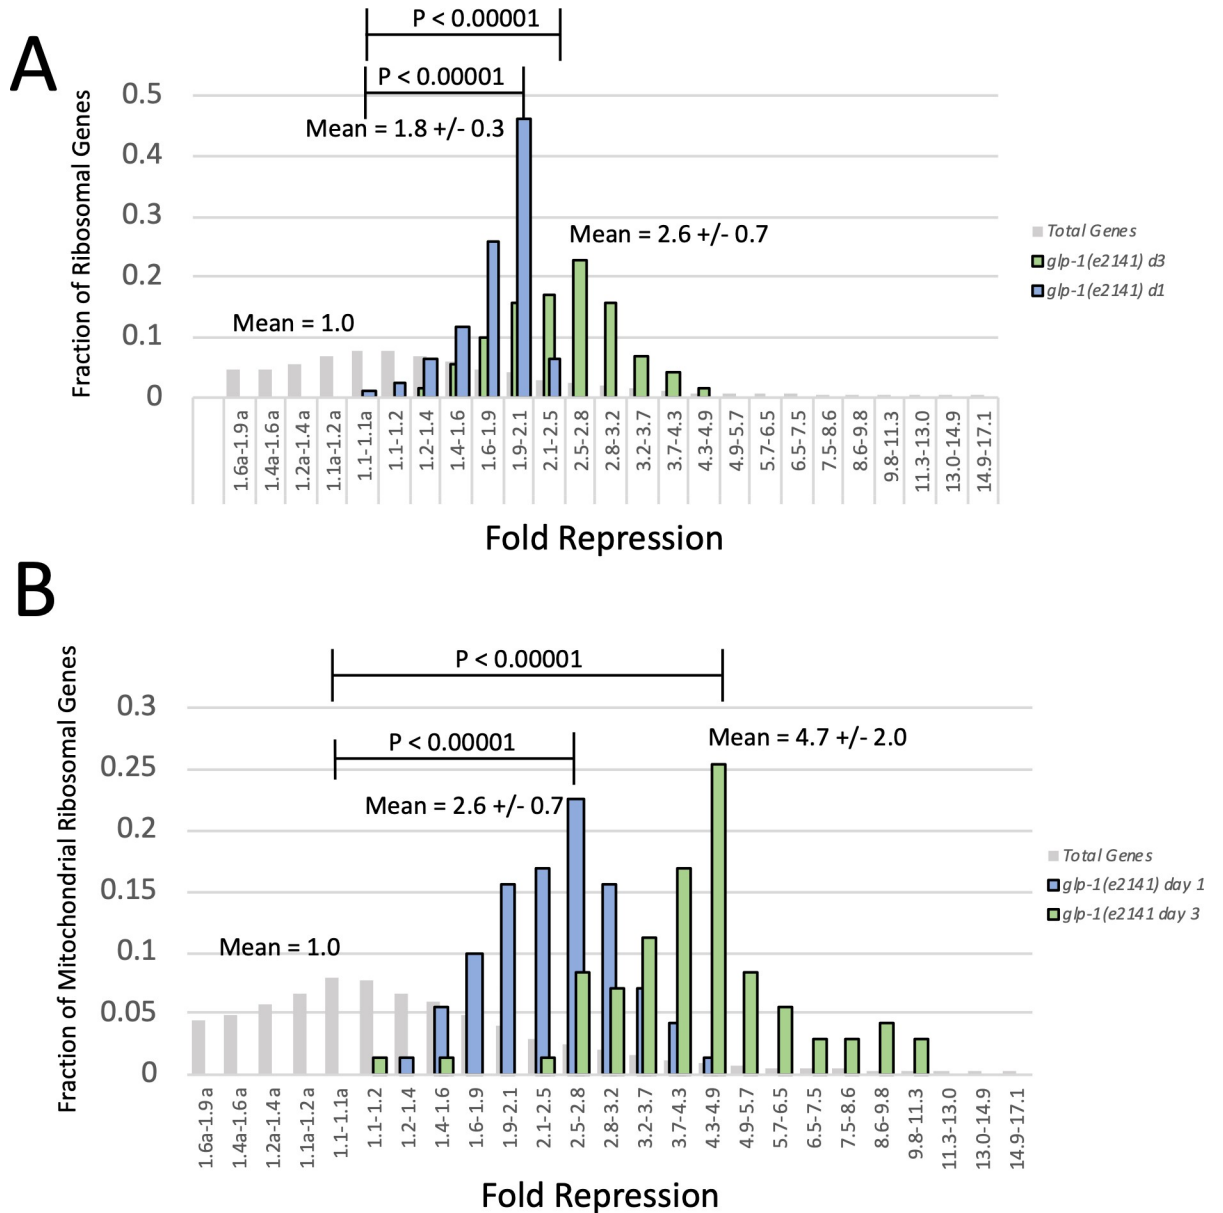 A
P < 0.00001
P < 0.00001
Mean = 1.8 +/- 0.3
Mean = 2.6 +/- 0.7
Mean = 1.0
Fraction of Ribosomal Genes
0.5
0.4
0.3
0.2
0.1
0
1.6a-1.9a
1.4a-1.6a
1.2a-1.4a
1.1a-1.2a
1.1-1.1a
1.1-1.2
1.2-1.4
1.4-1.6
1.6-1.9
1.9-2.1
2.1-2.5
2.5-2.8
2.8-3.2
3.2-3.7
3.7-4.3
4.3-4.9
4.9-5.7
5.7-6.5
6.5-7.5
7.5-8.6
8.6-9.8
9.8-11.3
11.3-13.0
13.0-14.9
14.9-17.1
Fold Repression
Total Genes
glp-1(e2141) d3
glp-1(e2141) d1
B
P < 0.00001
P < 0.00001
Mean = 4.7 +/- 2.0
Mean = 2.6 +/- 0.7
Mean = 1.0
Fraction of Mitochondrial Ribosomal Genes
0.3
0.25
0.2
0.15
0.1
0.05
0
1.6a-1.9a
1.4a-1.6a
1.2a-1.4a
1.1a-1.2a
1.1-1.1a
1.1-1.2
1.2-1.4
1.4-1.6
1.6-1.9
1.9-2.1
2.1-2.5
2.5-2.8
2.8-3.2
3.2-3.7
3.7-4.3
4.3-4.9
4.9-5.7
5.7-6.5
6.5-7.5
7.5-8.6
8.6-9.8
9.8-11.3
11.3-13.0
13.0-14.9
14.9-17.1
Fold Repression
Total Genes
glp-1(e2141) day 1
glp-1(e2141 day 3